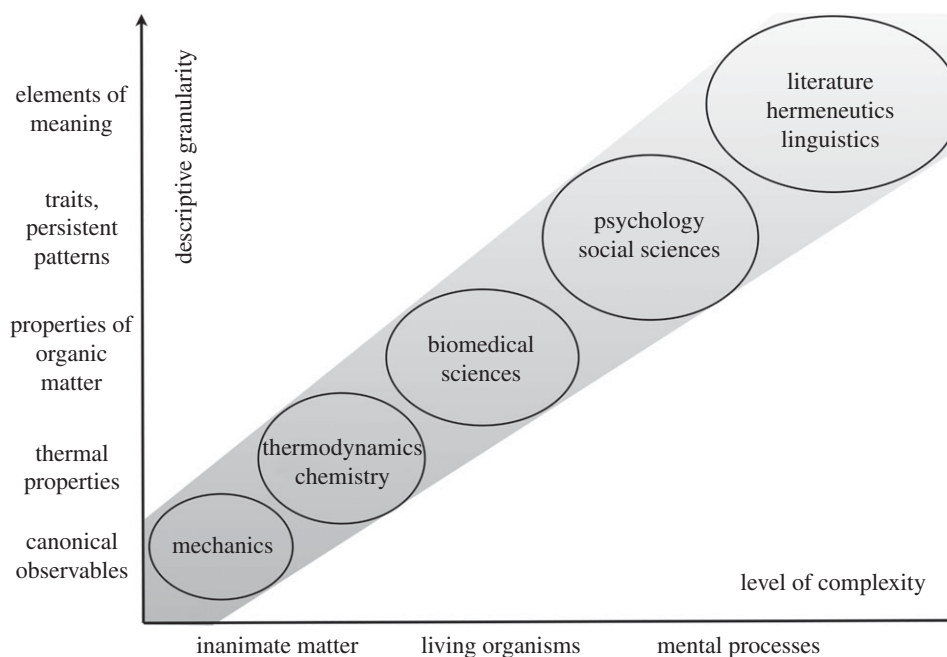 elements of
meaning
traits,
persistent
patterns
properties of
organic
matter
thermal
properties
canonical
observables
descriptive granularity
literature
hermeneutics
linguistics
psychology
social sciences
biomedical
sciences
thermodynamics
chemistry
mechanics
level of complexity
inanimate matter
living organisms
mental processes